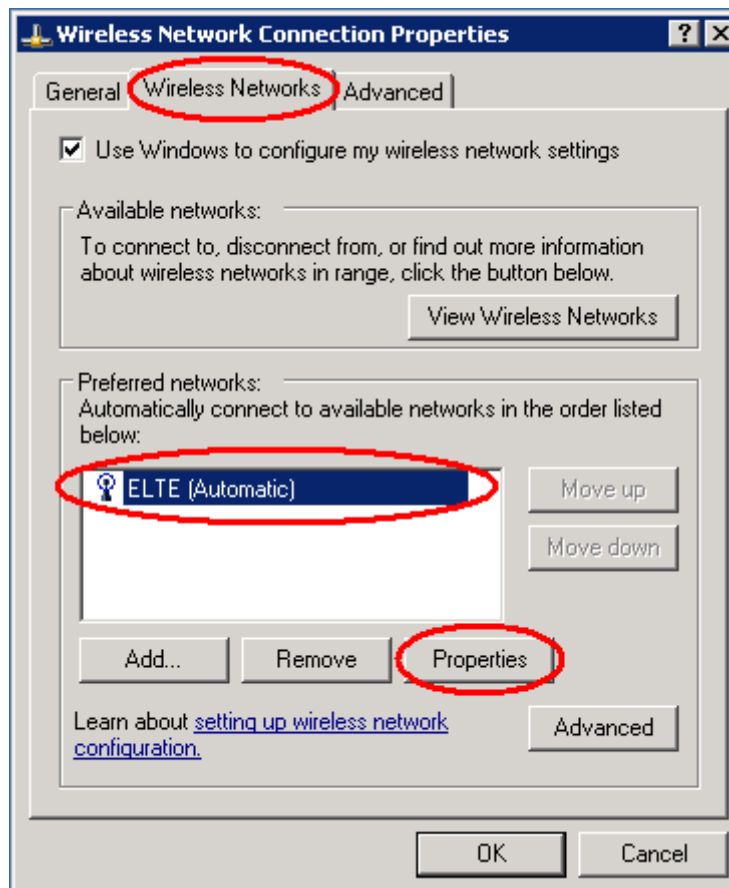 Wireless Network Connection Properties
General
Wireless Networks
Advanced
Use Windows to configure my wireless network settings
Available networks:
To connect to, disconnect from, or find out more information
about wireless networks in range, click the button below.
View Wireless Networks
Preferred networks:
Automatically connect to available networks in the order listed
below:
ELTE (Automatic)
Move up
Move down
Add...
Remove
Properties
Learn about setting up wireless network
configuration.
Advanced
OK
Cancel